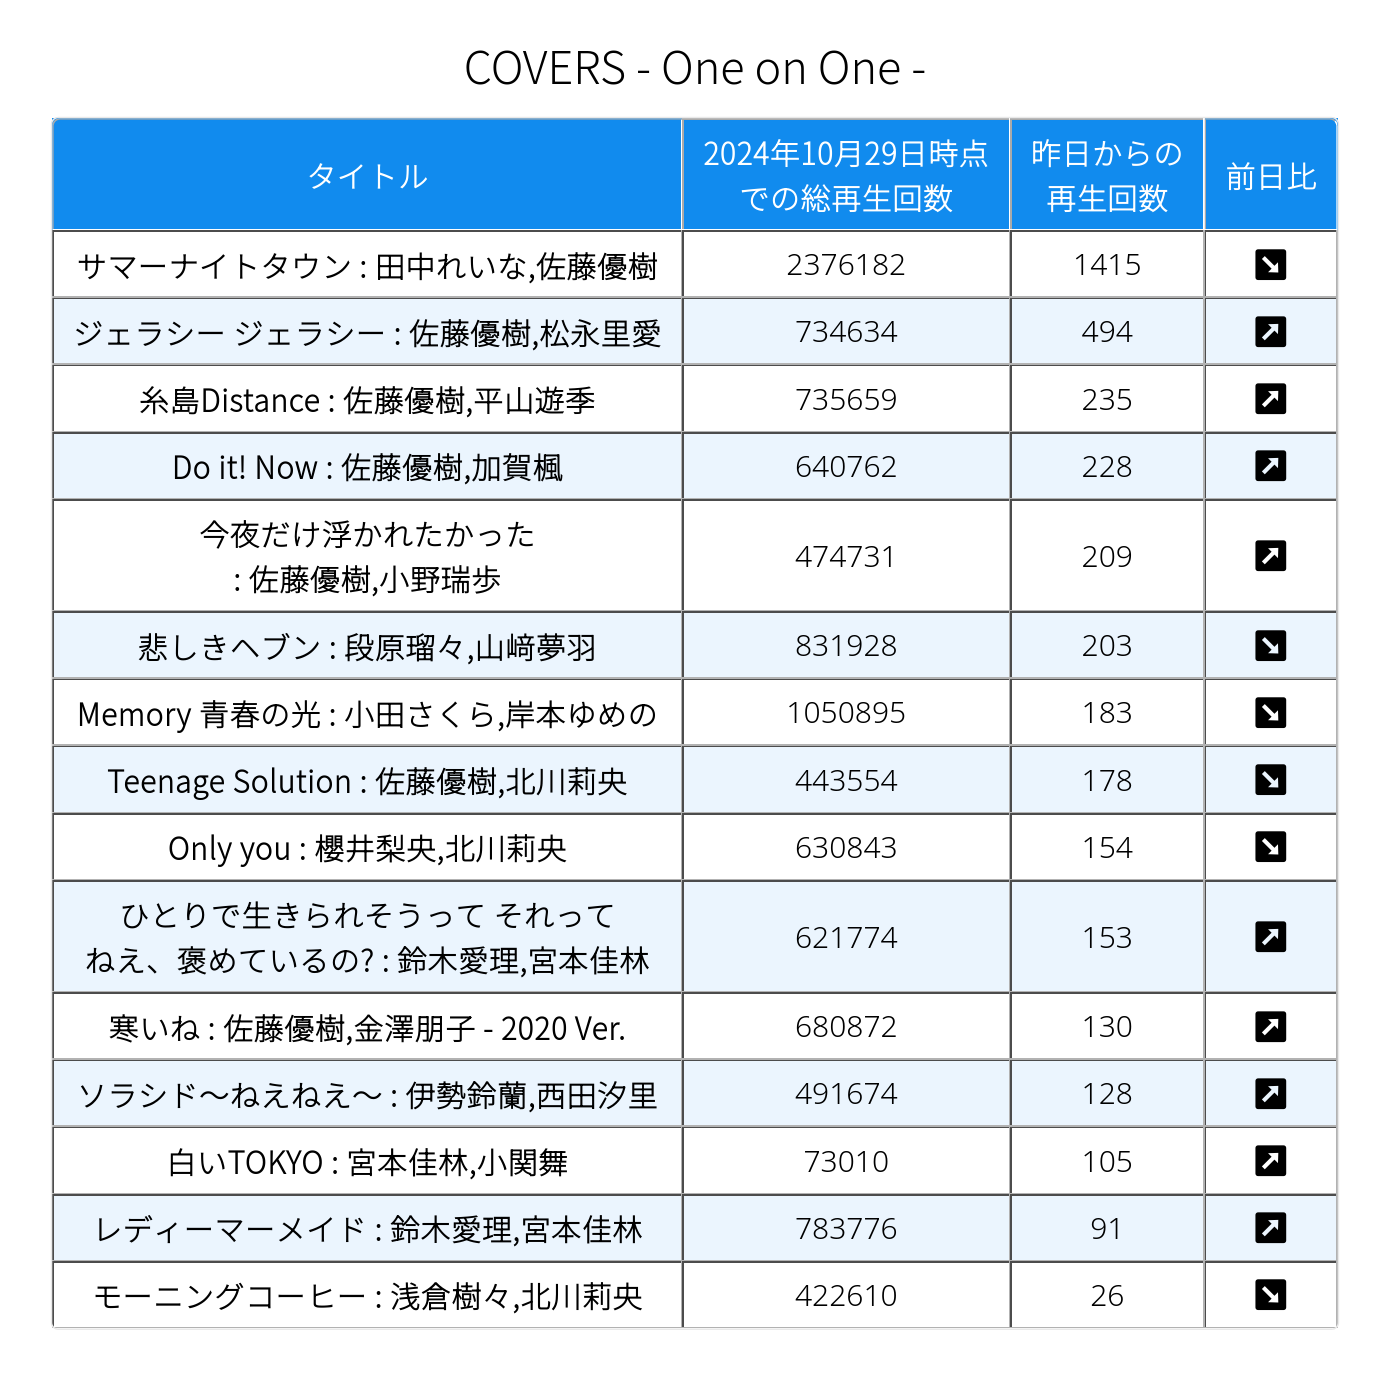 COVERS - One on One -
タイトル
2024年10月29日時点
での総再生回数
昨日からの
再生回数
前日比
サマーナイトタウン : 田中れいな,佐藤優樹
2376182
1415
ジェラシー ジェラシー : 佐藤優樹,松永里愛
734634
494
糸島Distance : 佐藤優樹,平山遊季
735659
235
Do it! Now : 佐藤優樹,加賀楓
640762
228
今夜だけ浮かれたかった
: 佐藤優樹,小野瑞歩
474731
209
悲しきヘブン : 段原瑠々,山﨑夢羽
831928
203
Memory 青春の光 : 小田さくら,岸本ゆめの
1050895
183
Teenage Solution : 佐藤優樹,北川莉央
443554
178
Only you : 櫻井梨央,北川莉央
630843
154
ひとりで生きられそうって それって
ねえ、褒めているの? : 鈴木愛理,宮本佳林
621774
153
寒いね : 佐藤優樹,金澤朋子 - 2020 Ver.
680872
130
ソラシド～ねえねえ～ : 伊勢鈴蘭,西田汐里
491674
128
白いTOKYO : 宮本佳林,小関舞
73010
105
レディーマーメイド : 鈴木愛理,宮本佳林
783776
91
モーニングコーヒー : 浅倉樹々,北川莉央
422610
26